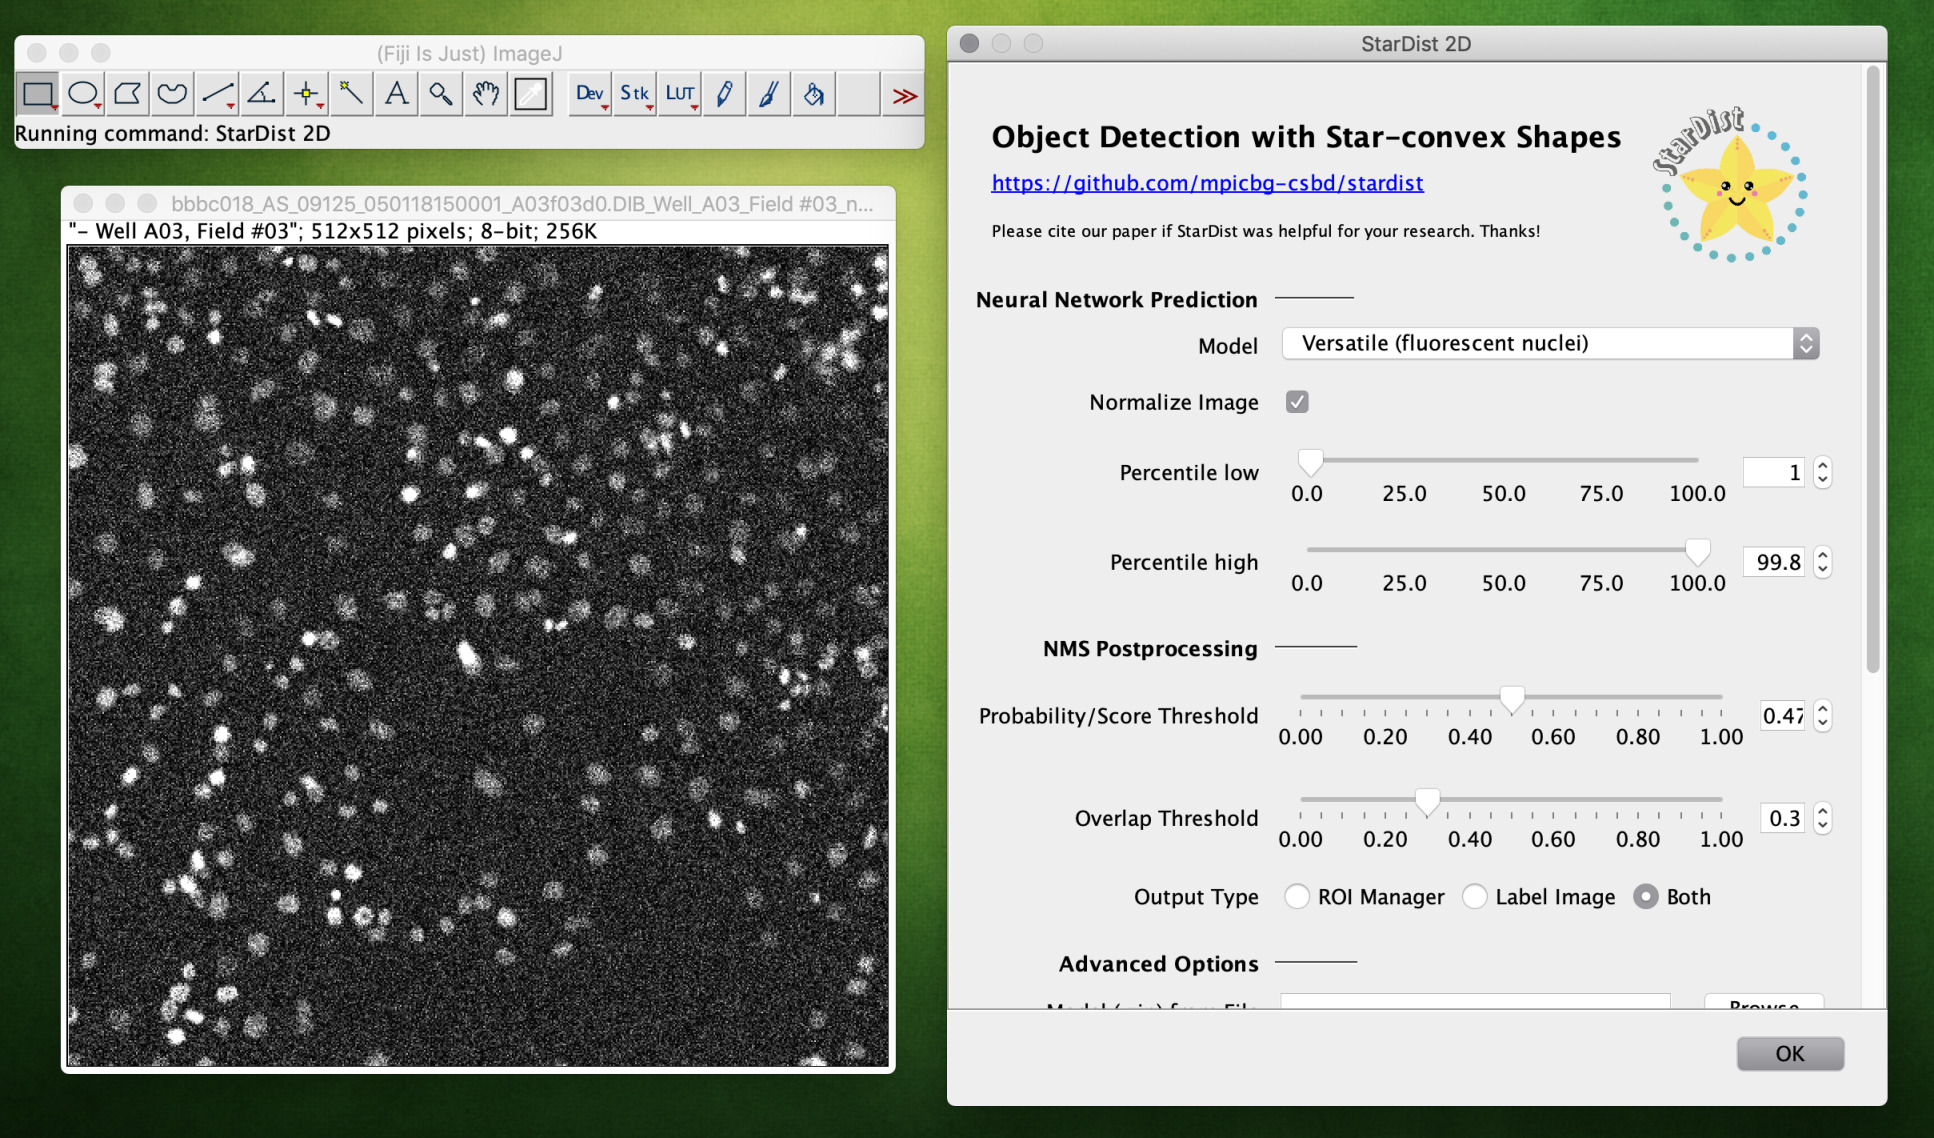 (Fiji Is Just) ImageJ
Dev Stk LUT A >>
Running command: StarDist 2D
bbbc018_AS_09125_050118150001_A03f03d0.DIB_Well_A03_Field #03_n...
"- Well A03, Field #03"; 512x512 pixels; 8-bit; 256K
StarDist 2D
Object Detection with Star-convex Shapes
StarDist
https://github.com/mpicbg-csbd/stardist
Please cite our paper if StarDist was helpful for your research. Thanks!
Neural Network Prediction
Model Versatile (fluorescent nuclei)
Normalize Image
Percentile low 1
0.0 25.0 50.0 75.0 100.0
Percentile high 99.8
0.0 25.0 50.0 75.0 100.0
NMS Postprocessing
Probability/Score Threshold 0.47
0.00 0.20 0.40 0.60 0.80 1.00
Overlap Threshold 0.3
0.00 0.20 0.40 0.60 0.80 1.00
Output Type ROI Manager Label Image Both
Advanced Options
Browse
OK